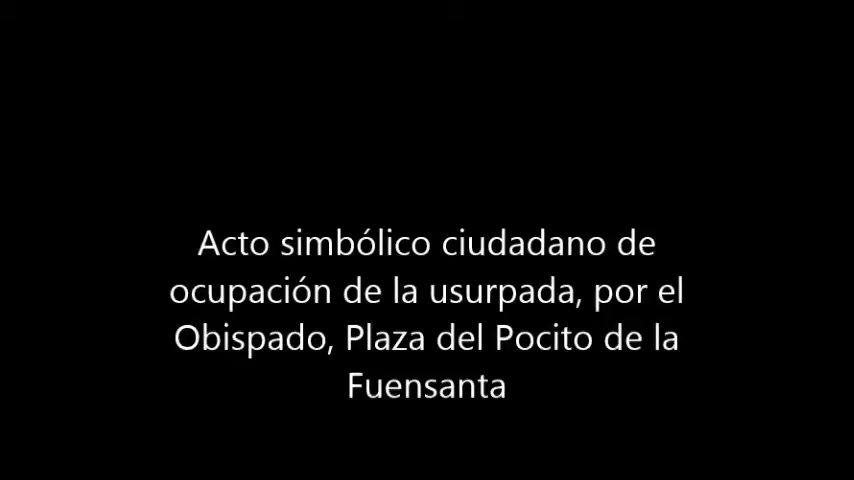 Acto simbólico ciudadano de
ocupación de la usurpada, por el
Obispado, Plaza del Pocito de la
Fuensanta